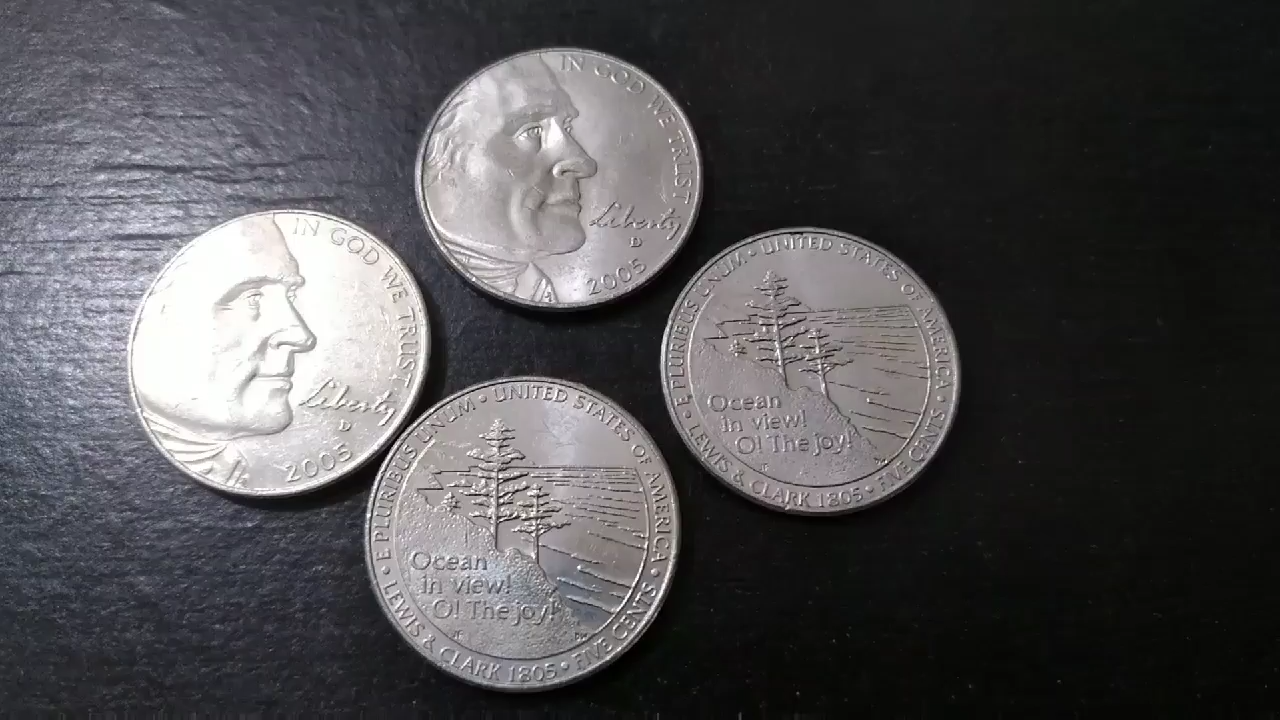 IN GOD WE TRUST
Liberty
D
2005
IN GOD WE TRUST
Liberty
D
2005
E PLURIBUS UNUM • UNITED STATES OF AMERICA •
Ocean
in view!
O! The joy!
• LEWIS & CLARK 1805 • FIVE CENTS
E PLURIBUS UNUM • UNITED STATES OF AMERICA •
Ocean
in view!
O! The joy!
JF
• LEWIS & CLARK 1805 • FIVE CENTS